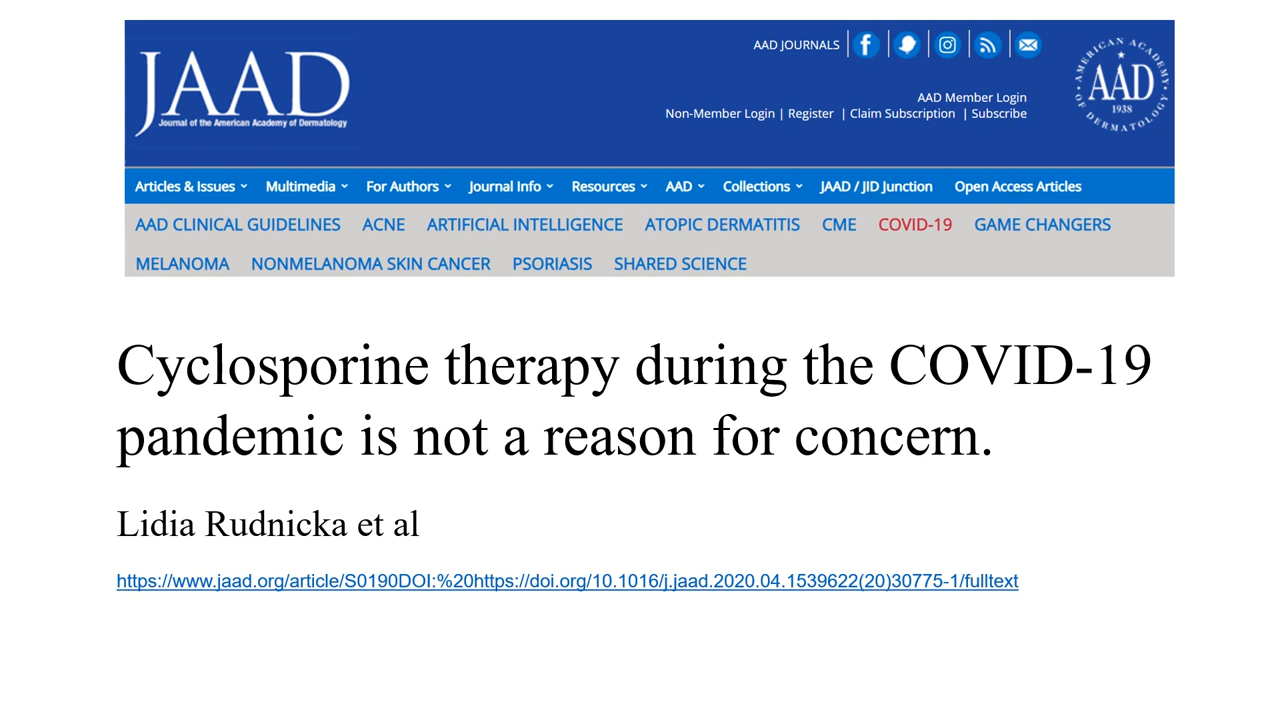 AAD JOURNALS
JAAD
Journal of the American Academy of Dermatology
AMERICAN ACADEMY OF DERMATOLOGY
AAD
1938
AAD Member Login
Non-Member Login | Register | Claim Subscription | Subscribe
Articles & Issues Multimedia For Authors Journal Info Resources AAD Collections JAAD / JID Junction Open Access Articles
AAD CLINICAL GUIDELINES ACNE ARTIFICIAL INTELLIGENCE ATOPIC DERMATITIS CME COVID-19 GAME CHANGERS
MELANOMA NONMELANOMA SKIN CANCER PSORIASIS SHARED SCIENCE
Cyclosporine therapy during the COVID-19
pandemic is not a reason for concern.
Lidia Rudnicka et al
https://www.jaad.org/article/S0190DOI:%20https://doi.org/10.1016/j.jaad.2020.04.1539622(20)30775-1/fulltext